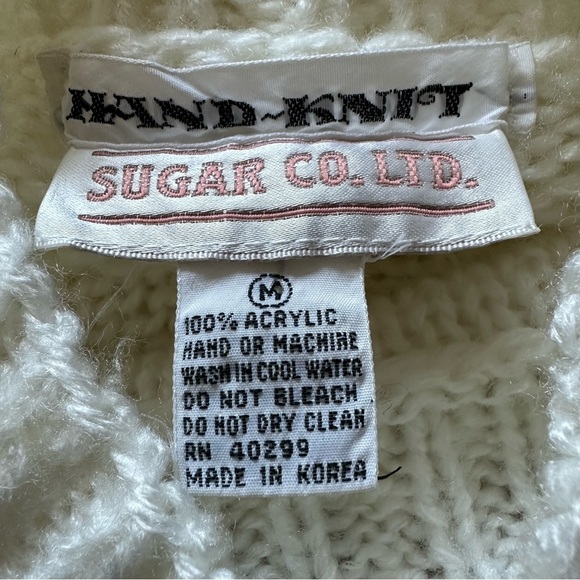 HAND-KNIT
SUGAR CO. LTD.
M
100% ACRYLIC
HAND OR MACHINE
WASH IN COOL WATER
DO NOT BLEACH
DO NOT DRY CLEAN
RN 40299
MADE IN KOREA